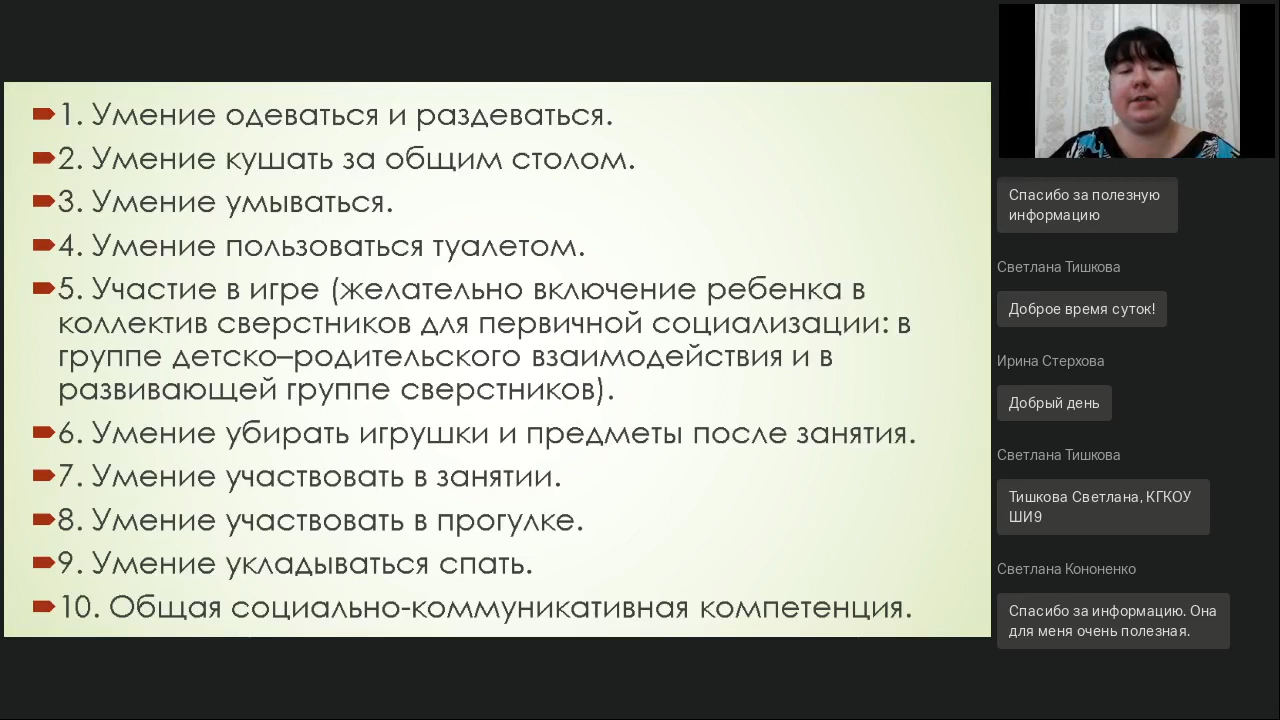 1. Умение одеваться и раздеваться.
2. Умение кушать за общим столом.
3. Умение умываться.
4. Умение пользоваться туалетом.
5. Участие в игре (желательно включение ребенка в
коллектив сверстников для первичной социализации: в
группе детско–родительского взаимодействия и в
развивающей группе сверстников).
6. Умение убирать игрушки и предметы после занятия.
7. Умение участвовать в занятии.
8. Умение участвовать в прогулке.
9. Умение укладываться спать.
10. Общая социально-коммуникативная компетенция.
Спасибо за полезную
информацию
Светлана Тишкова
Доброе время суток!
Ирина Стерхова
Добрый день
Светлана Тишкова
Тишкова Светлана, КГКОУ
ШИ9
Светлана Кононенко
Спасибо за информацию. Она
для меня очень полезная.